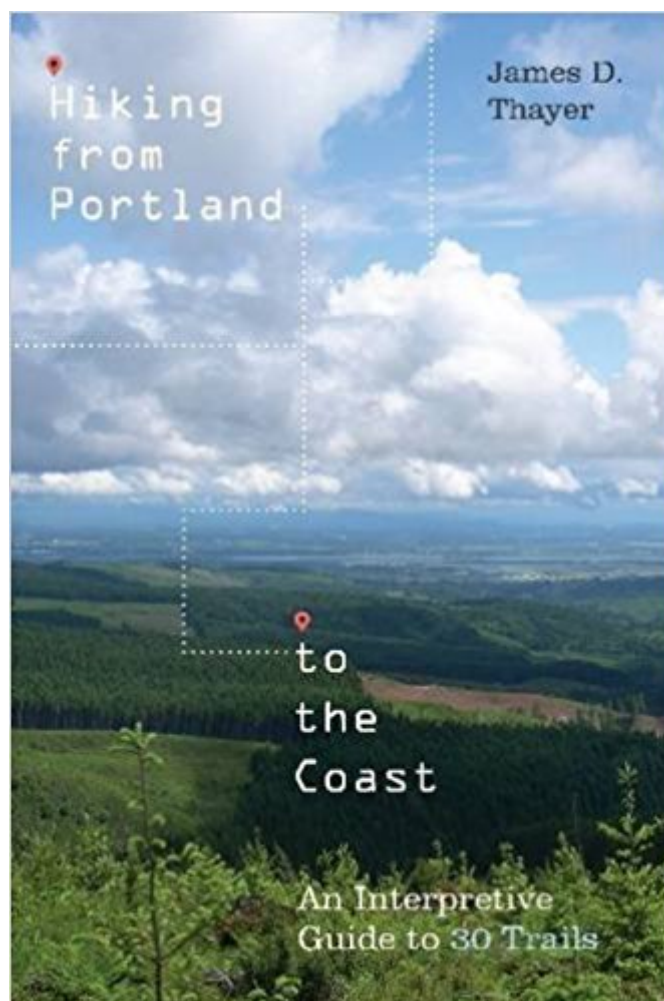 Hiking
from
Portland
James D.
Thayer
to
the
Coast
An Interpretive
Guide to 30 Trails